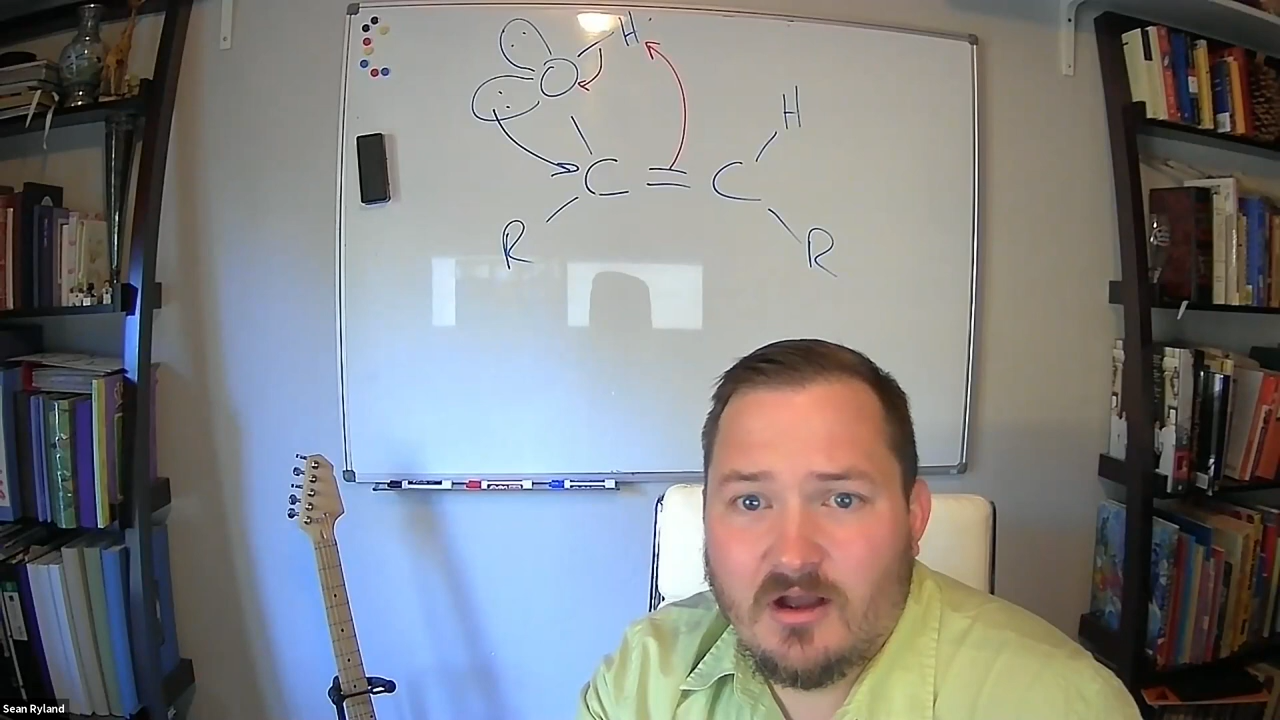 O H
H
C = C
R R
Sean Ryland